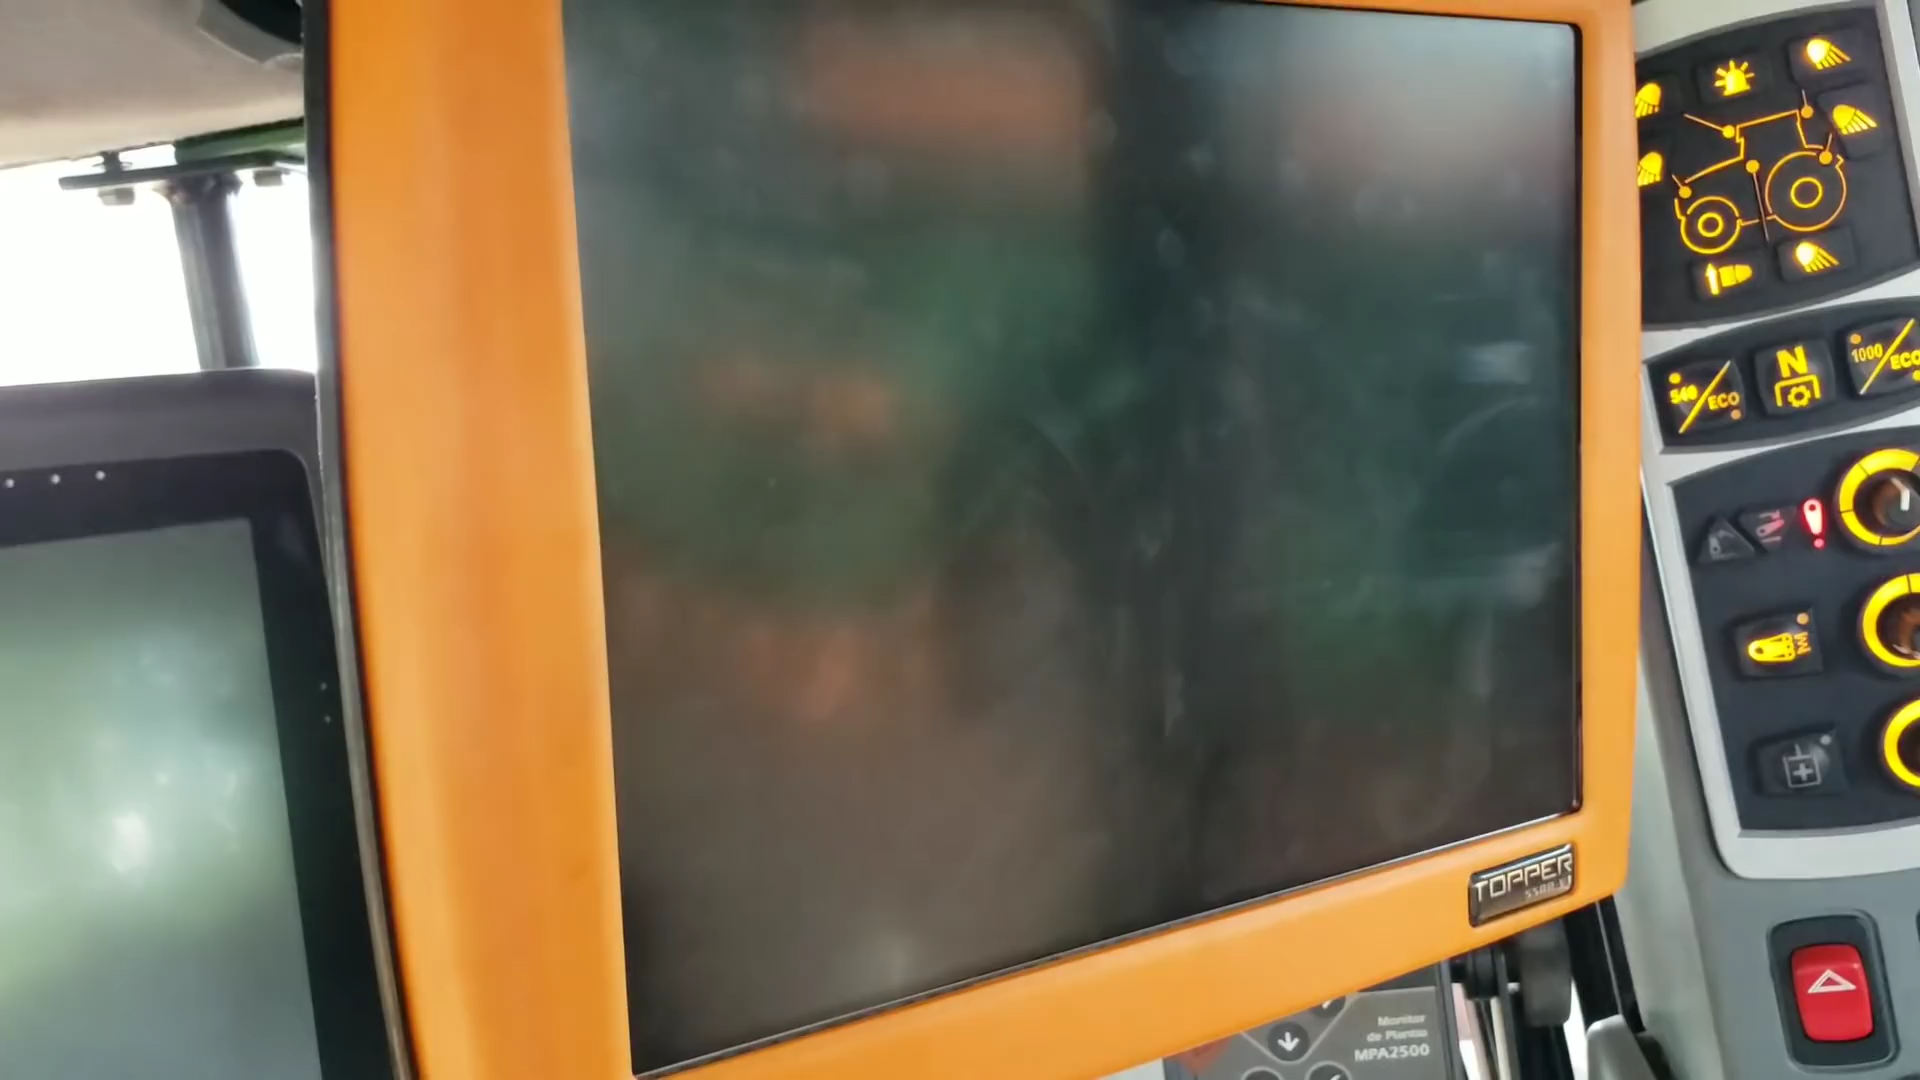 540
ECO
N
1000
ECO
TOPPER
Monitor
de Plantio
MPA2500